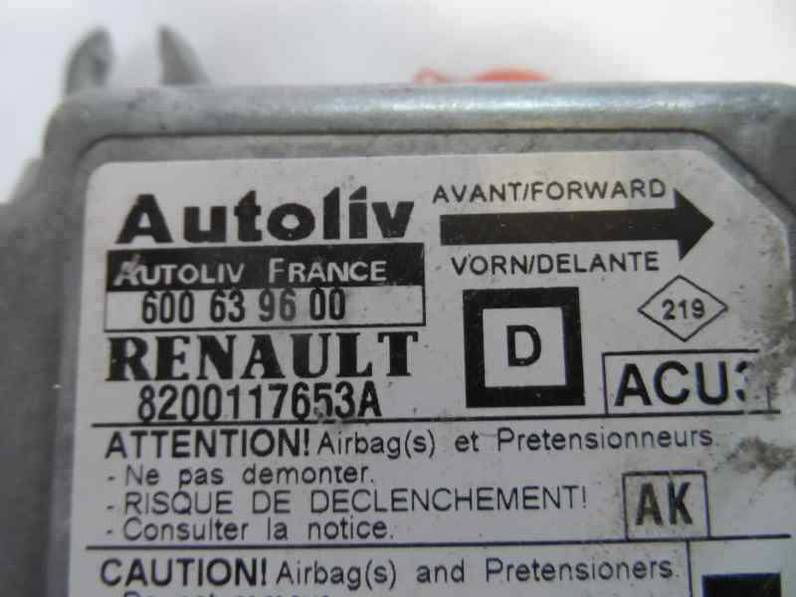 Autoliv
AVANT/FORWARD
AUTOLIV FRANCE
VORN/DELANTE
600 63 96 00
219
D
RENAULT
ACU3
8200117653A
ATTENTION! Airbag(s) et Pretensionneurs.
- Ne pas demonter.
- RISQUE DE DECLENCHEMENT!
AK
- Consulter la notice.
CAUTION! Airbag(s) and Pretensioners.